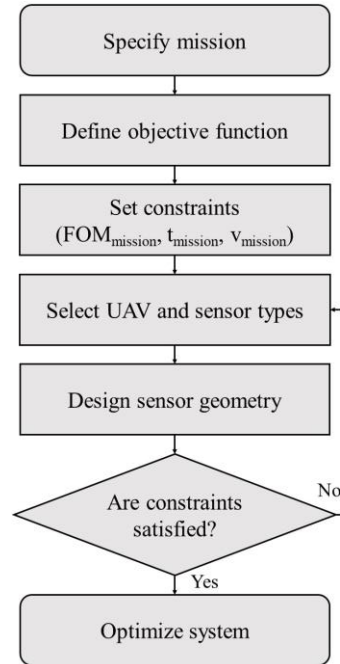 Specify mission
Define objective function
Set constraints
(FOMmission, tmission, vmission)
Select UAV and sensor types
Design sensor geometry
Are constraints
satisfied?
No
Yes
Optimize system